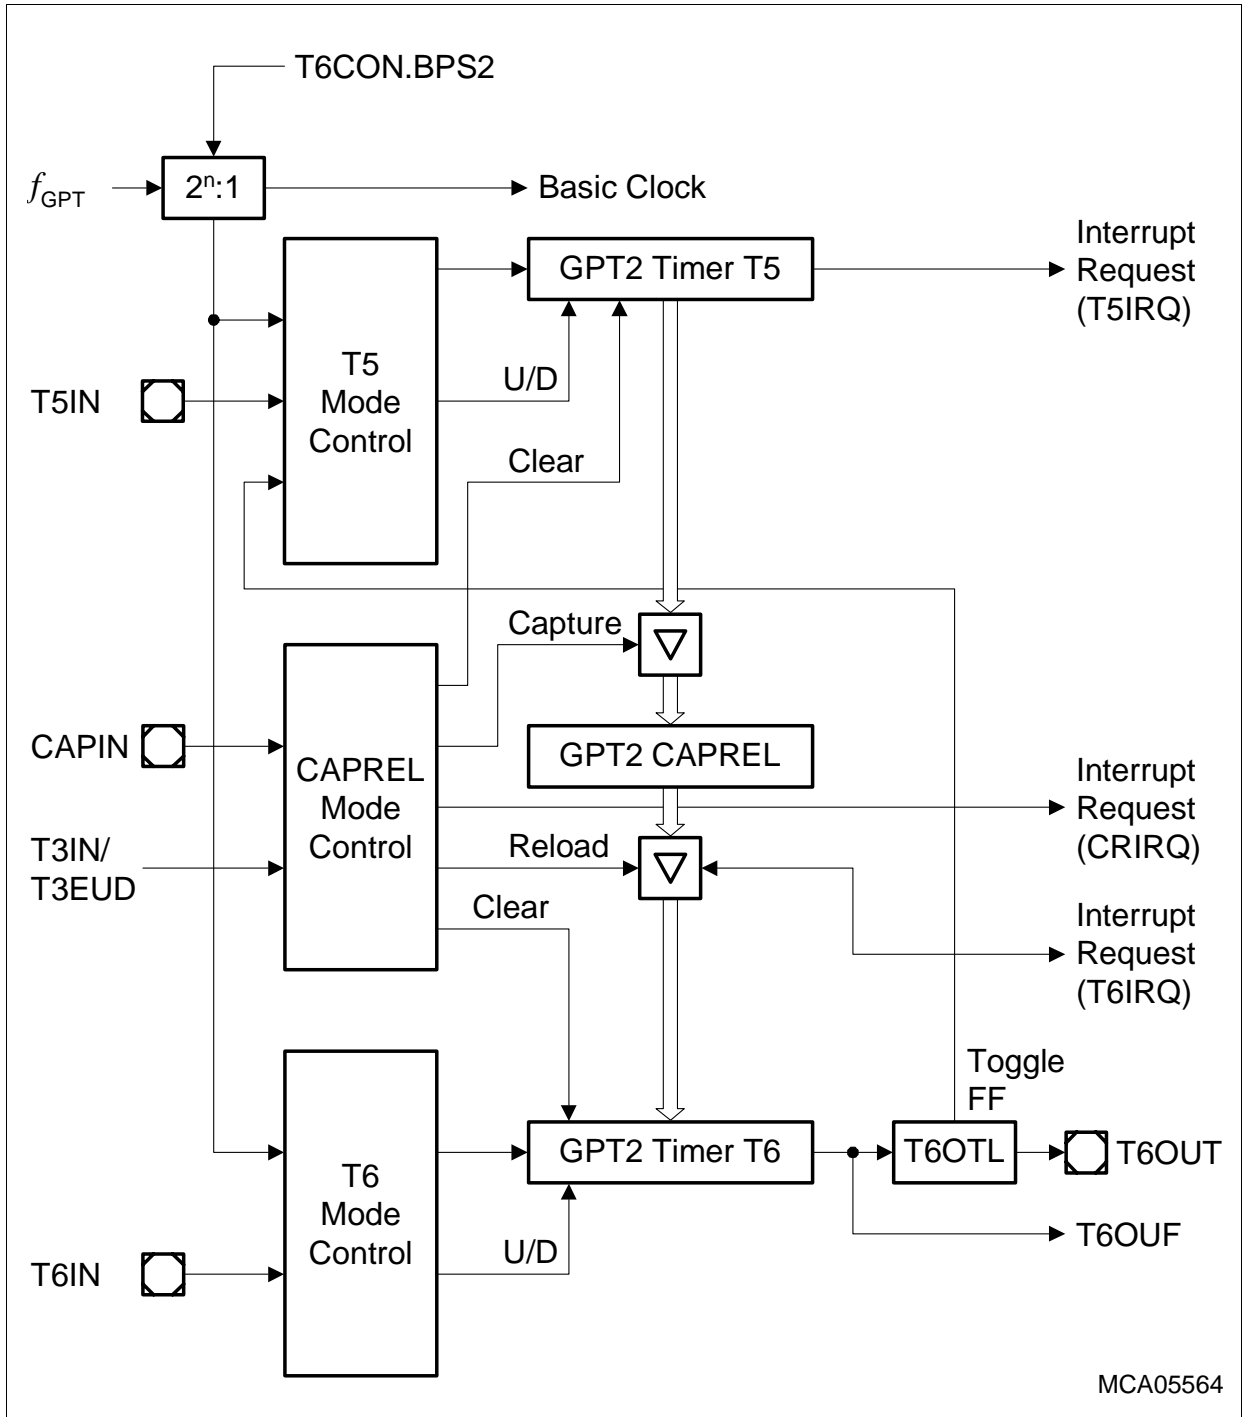 T6CON.BPS2
fGPT
2n:1
Basic Clock
GPT2 Timer T5
Interrupt
Request
(T5IRQ)
T5IN
T5
Mode
Control
U/D
Clear
Capture
CAPIN
CAPREL
Mode
Control
GPT2 CAPREL
Interrupt
Request
(CRIRQ)
T3IN/
T3EUD
Reload
Clear
Interrupt
Request
(T6IRQ)
Toggle
FF
T6
Mode
Control
GPT2 Timer T6
T6OTL
T6OUT
U/D
T6OUF
T6IN
MCA05564